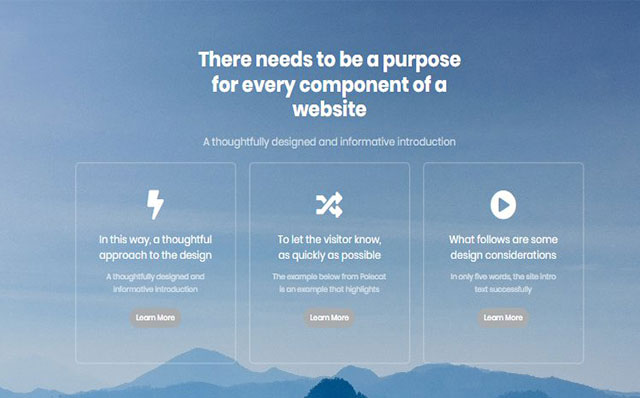 There needs to be a purpose
for every component of a
website
A thoughtfully designed and informative introduction
In this way, a thoughtful
approach to the design
A thoughtfully designed and
informative introduction
Learn More
To let the visitor know,
as quickly as possible
The example below from Polecat
is an example that highlights
Learn More
What follows are some
design considerations
In only five words, the site intro
text successfully
Learn More